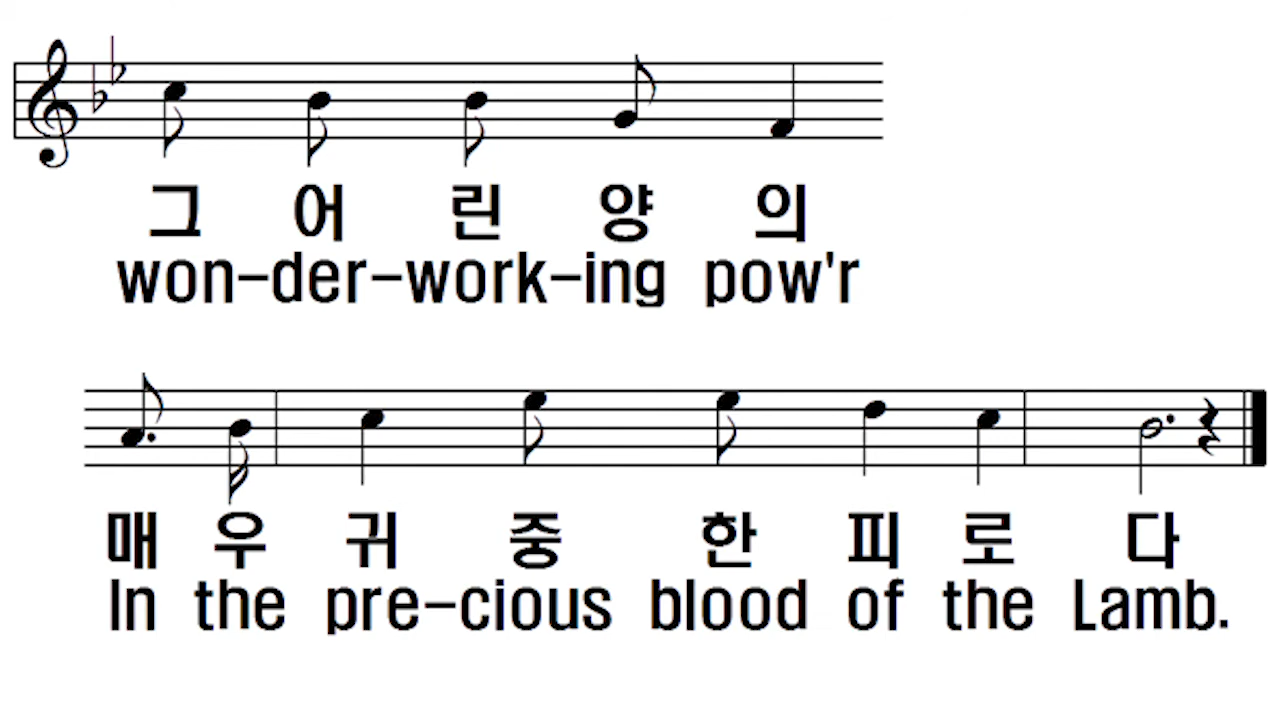 그 어 린 양 의
won-der-work-ing pow'r
매 우 귀 중 한 피 로 다
In the pre-cious blood of the Lamb.